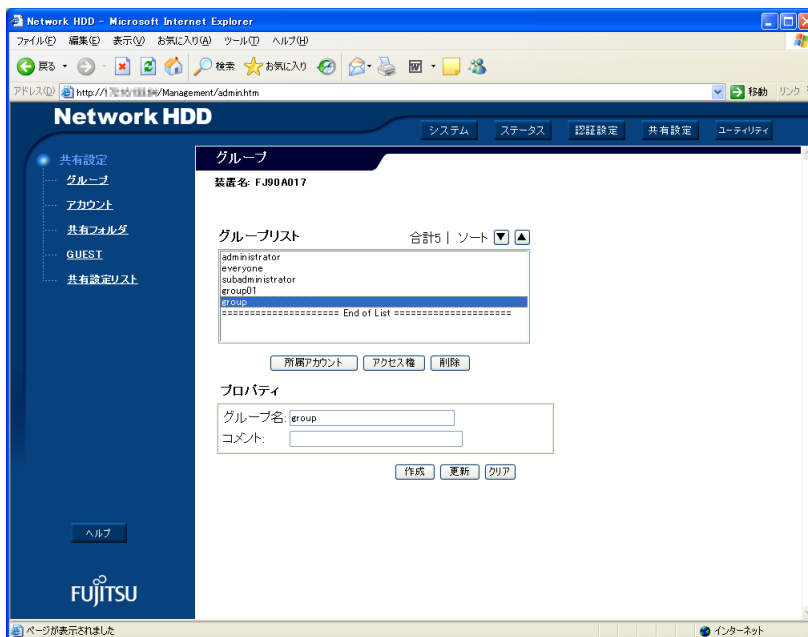 Network HDD - Microsoft Internet Explorer
ファイル(F) 編集(E) 表示(V) お気に入り(A) ツール(T) ヘルプ(H)
戻る 検索 お気に入り
アドレス(D) http://1 /Management/admin.htm 移動 リンク
Network HDD
システム ステータス 認証設定 共有設定 ユーティリティ
共有設定
グループ
アカウント
共有フォルダ
GUEST
共有設定リスト
グループ
装置名: FJ90A017
グループリスト 合計5 | ソート ▼ ▲
administrator
everyone
subadministrator
group01
group
===================== End of List =====================
所属アカウント アクセス権 削除
プロパティ
グループ名: group
コメント:
作成 更新 クリア
ヘルプ
FUJITSU
ページが表示されました インターネット